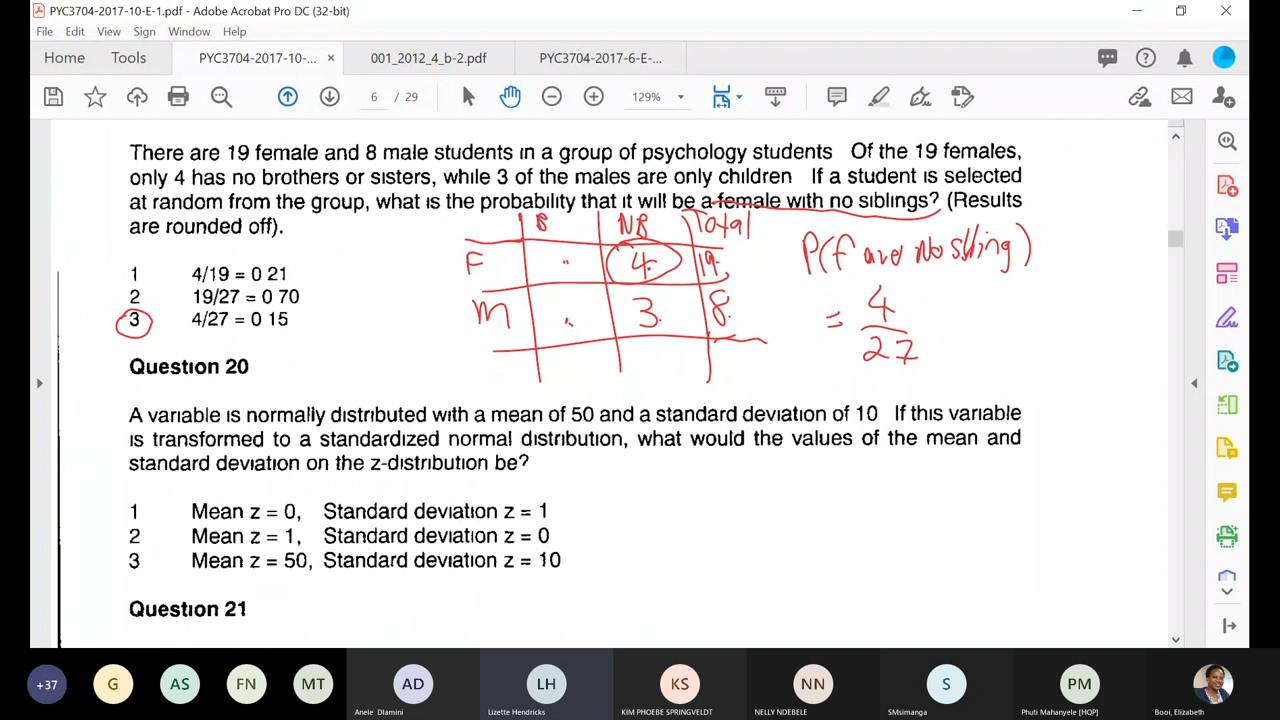 PYC3704-2017-10-E-1.pdf - Adobe Acrobat Pro DC (32-bit)
File Edit View Sign Window Help
Home Tools PYC3704-2017-10-... × 001_2012_4_b-2.pdf PYC3704-2017-6-E-...
6 / 29 129%
There are 19 female and 8 male students in a group of psychology students Of the 19 females,
only 4 has no brothers or sisters, while 3 of the males are only children If a student is selected
at random from the group, what is the probability that it will be a female with no siblings? (Results
are rounded off).
B NB Total
F 4 19
M 3 8
P(F and No sibling)
= 4
27
1 4/19 = 0 21
2 19/27 = 0 70
3 4/27 = 0 15
Question 20
A variable is normally distributed with a mean of 50 and a standard deviation of 10 If this variable
is transformed to a standardized normal distribution, what would the values of the mean and
standard deviation on the z-distribution be?
1 Mean z = 0, Standard deviation z = 1
2 Mean z = 1, Standard deviation z = 0
3 Mean z = 50, Standard deviation z = 10
Question 21
+37 G AS FN MT AD LH KS NN S PM
Anele Dlamini Lizette Hendricks KIM PHOEBE SPRINGVELDT NELLY NDEBELE SMsimanga Phuti Mahanyele [HQP] Booi, Elizabeth